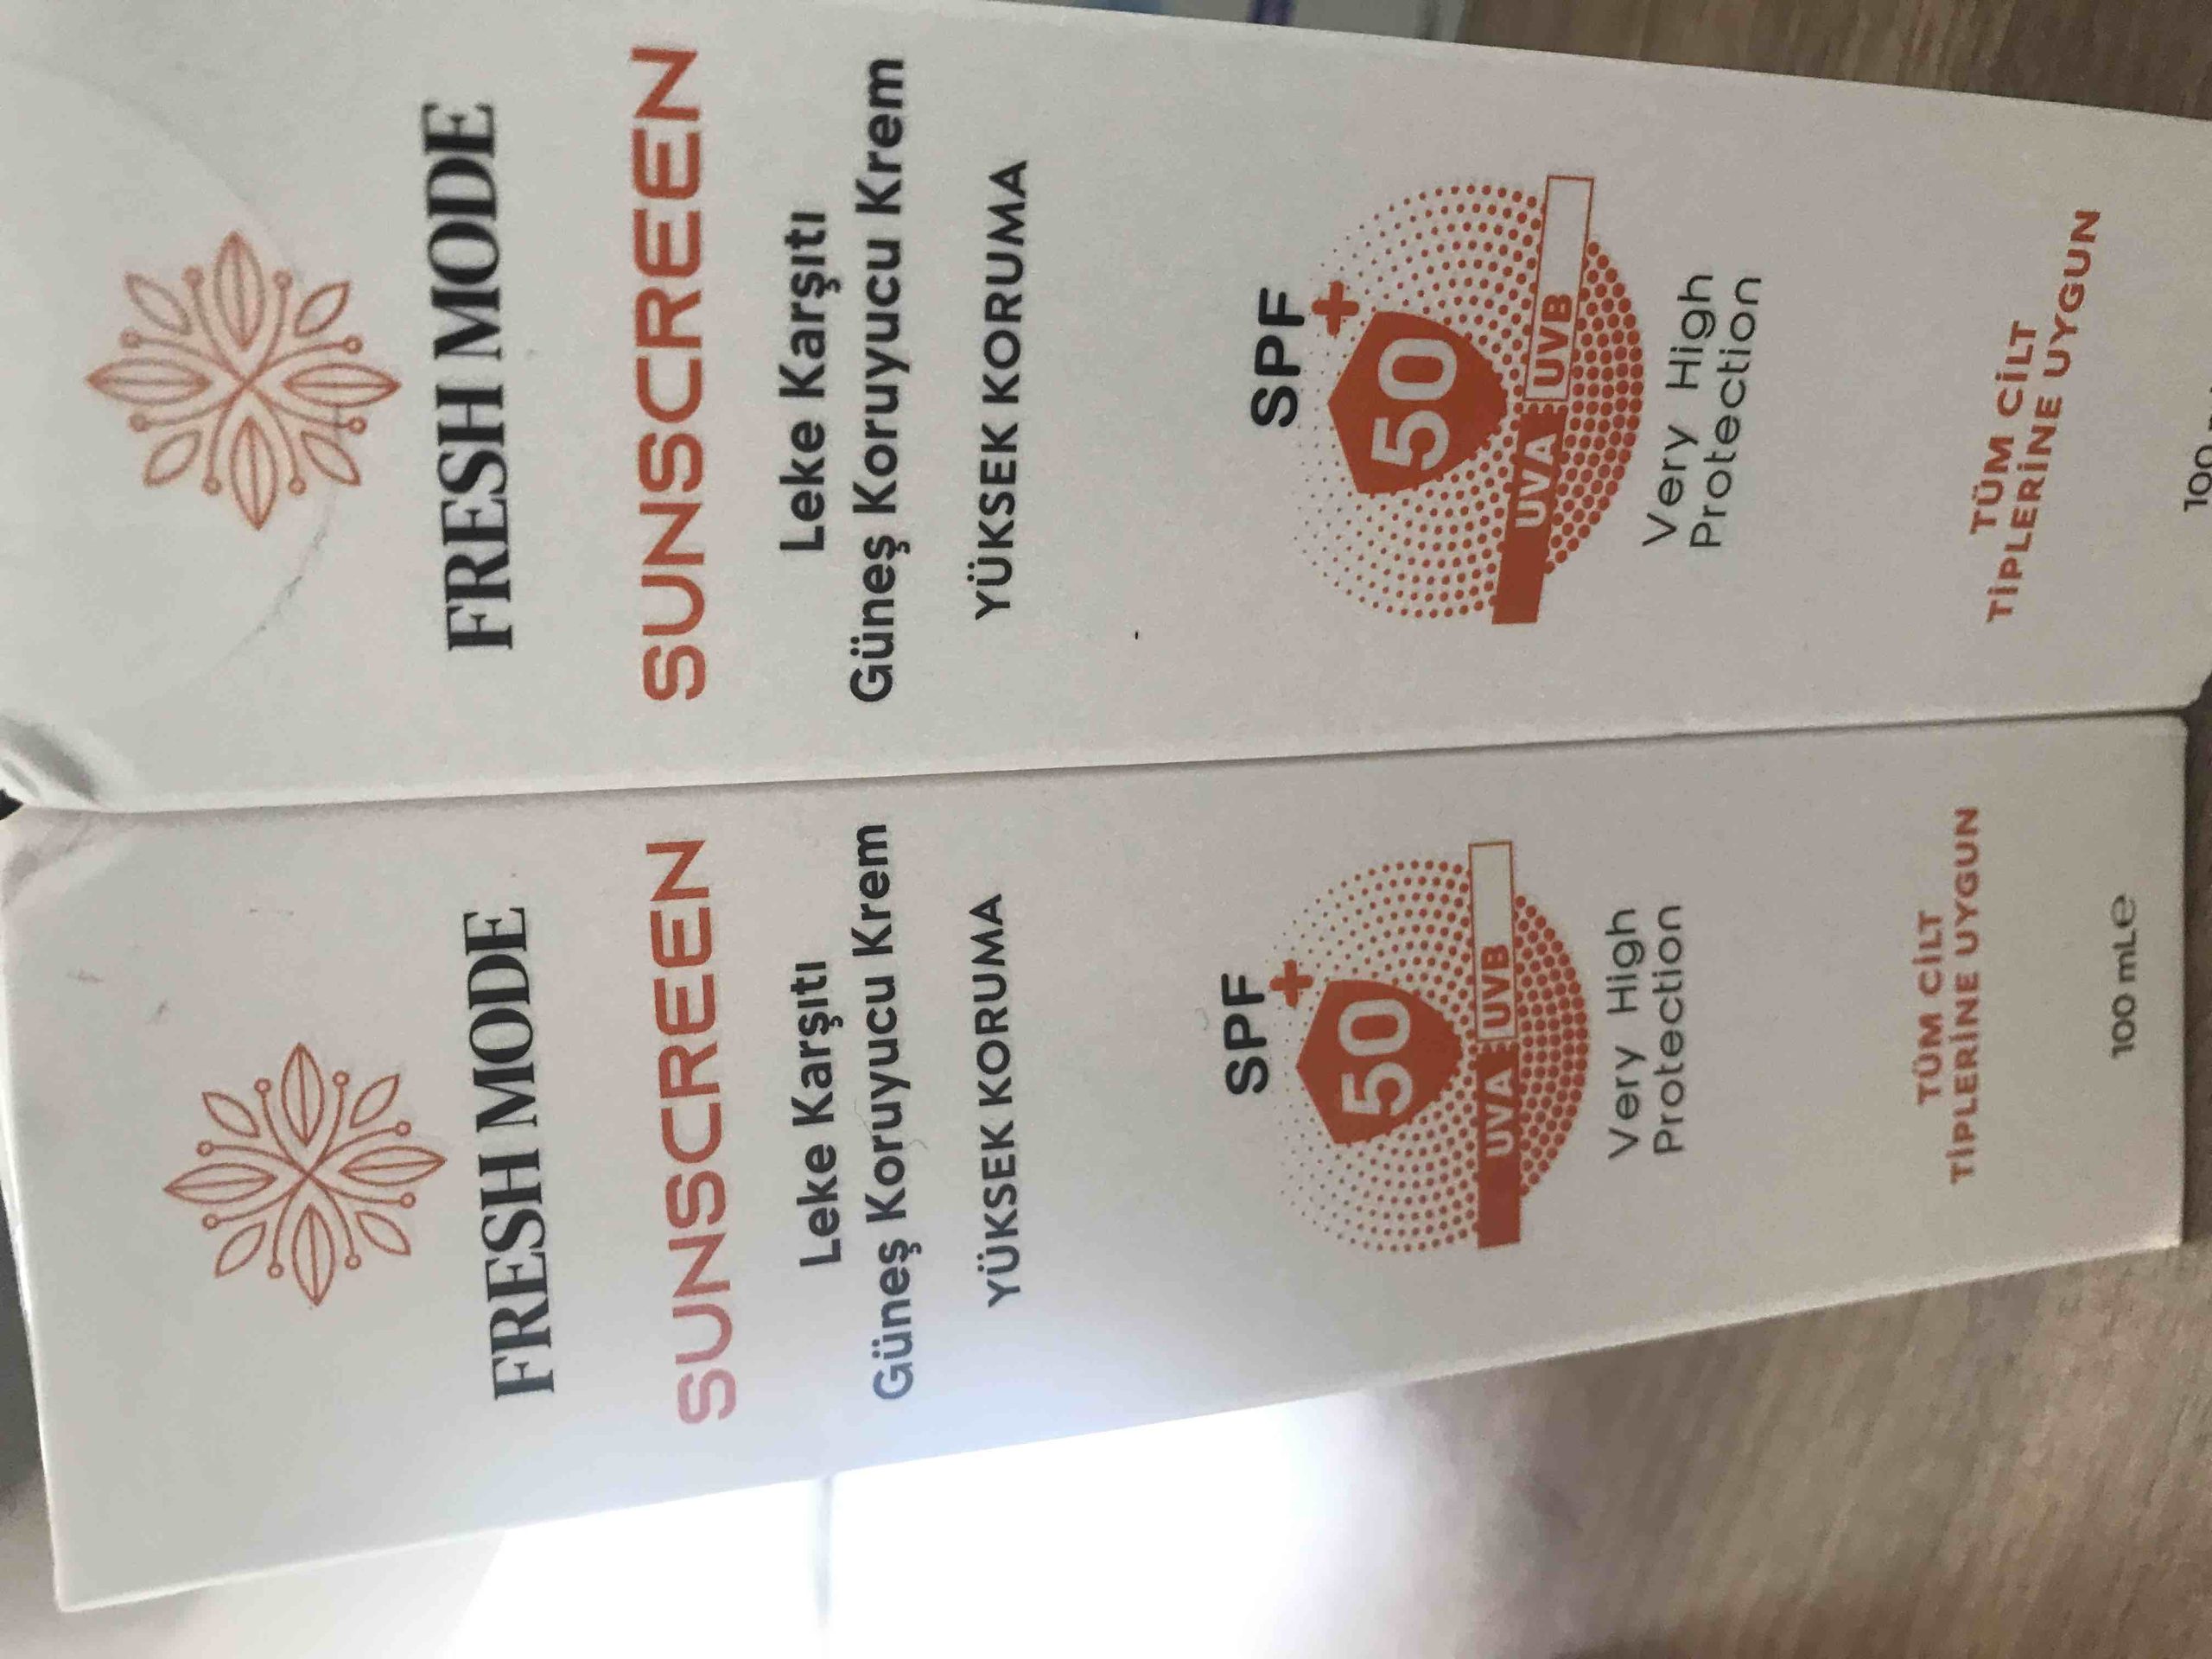 FRESH MODE
SUNSCREEN
Leke Karşıtı
Güneş Koruyucu Krem
YÜKSEK KORUMA
SPF
50+
UVA UVB
Very High
Protection
TÜM CİLT
TİPLERİNE UYGUN
100
FRESH MODE
SUNSCREEN
Leke Karşıtı
Güneş Koruyucu Krem
YÜKSEK KORUMA
SPF
50+
UVA UVB
Very High
Protection
TÜM CİLT
TİPLERİNE UYGUN
100 mLe